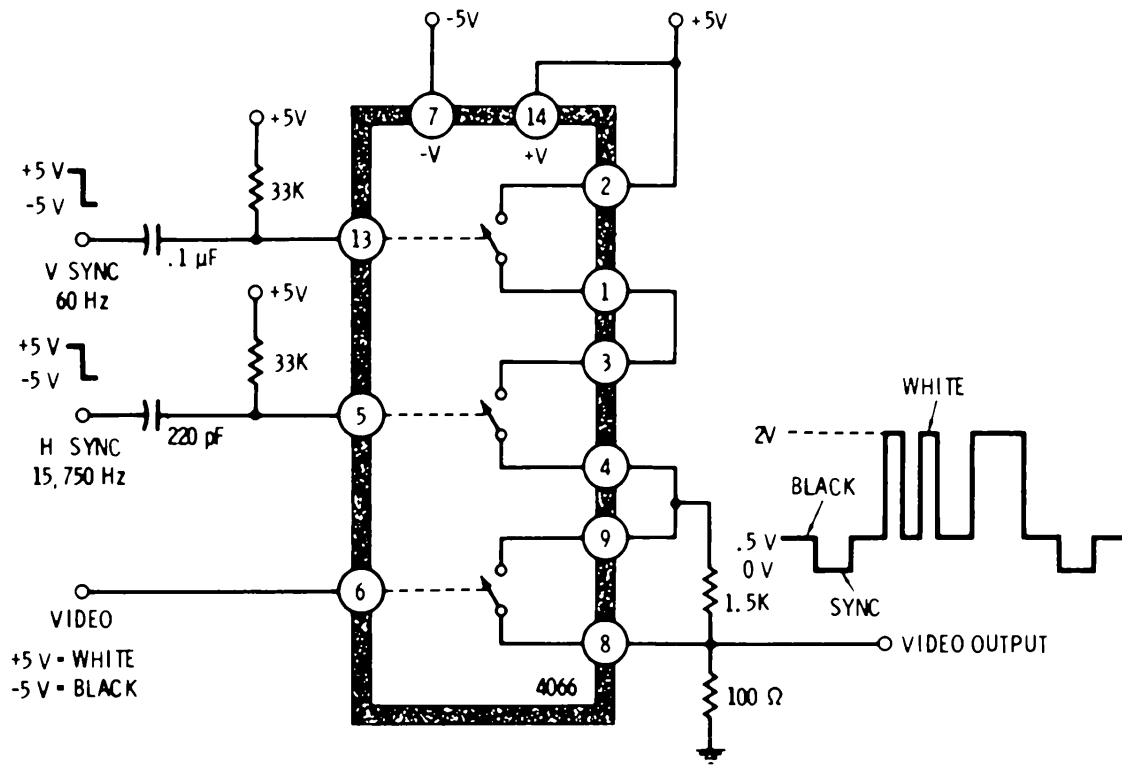 -5V
+5V
7
14
-V
+V
+5V
33K
+5 V
-5 V
2
13
.1 µF
V SYNC
60 Hz
1
+5V
33K
+5 V
-5 V
3
5
220 pF
H SYNC
15,750 Hz
4
WHITE
2V
BLACK
.5 V
0 V
SYNC
9
1.5K
6
VIDEO
+5 V = WHITE
-5 V = BLACK
8
VIDEO OUTPUT
4066
100 Ω